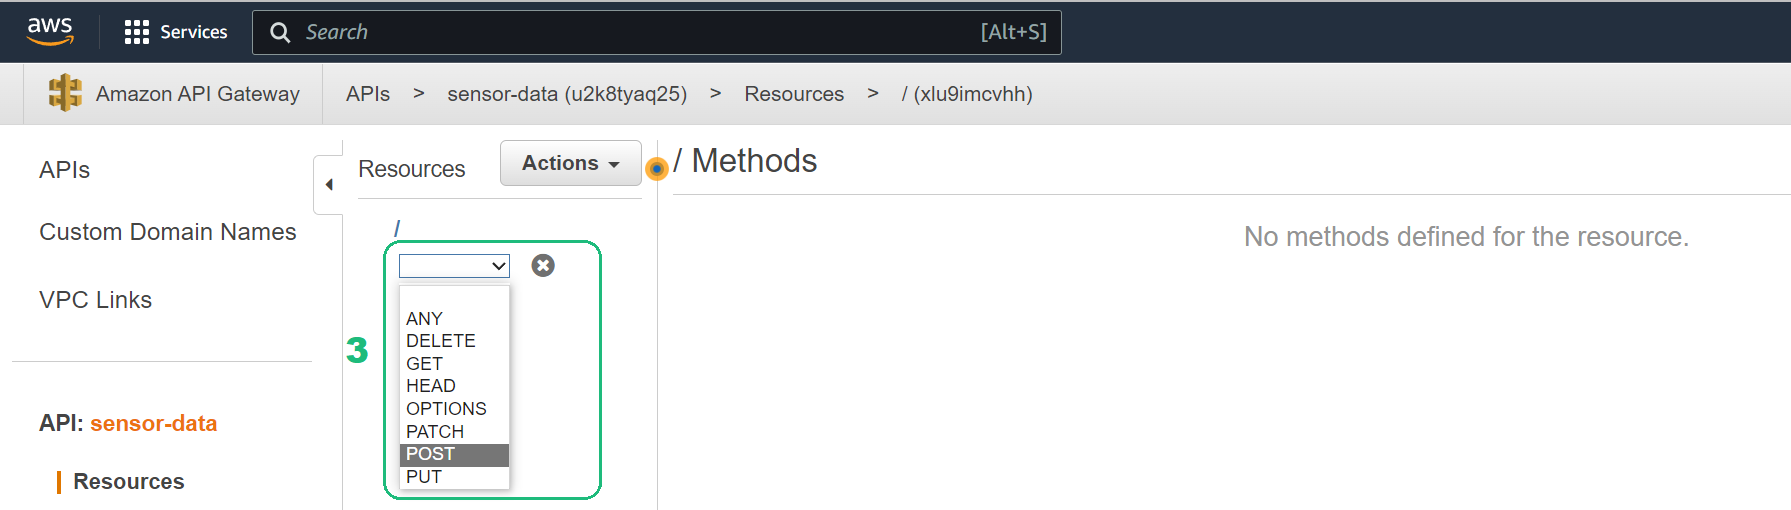 aws
Services
Search
[Alt+S]
Amazon API Gateway
APIs > sensor-data (u2k8tyaq25) > Resources > / (xlu9imcvhh)
APIs
Custom Domain Names
VPC Links
API: sensor-data
Resources
Resources
Actions
/
3
ANY
DELETE
GET
HEAD
OPTIONS
PATCH
POST
PUT
/ Methods
No methods defined for the resource.